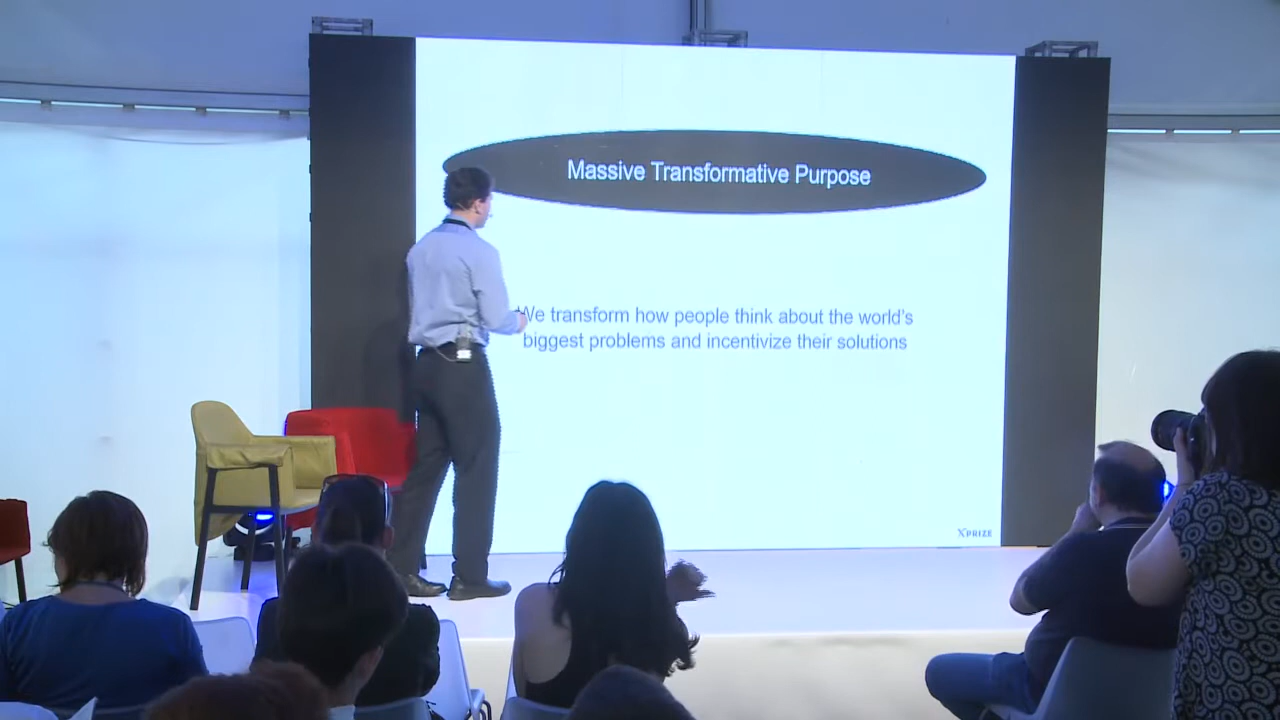 Massive Transformative Purpose
We transform how people think about the world's
biggest problems and incentivize their solutions
XPRIZE